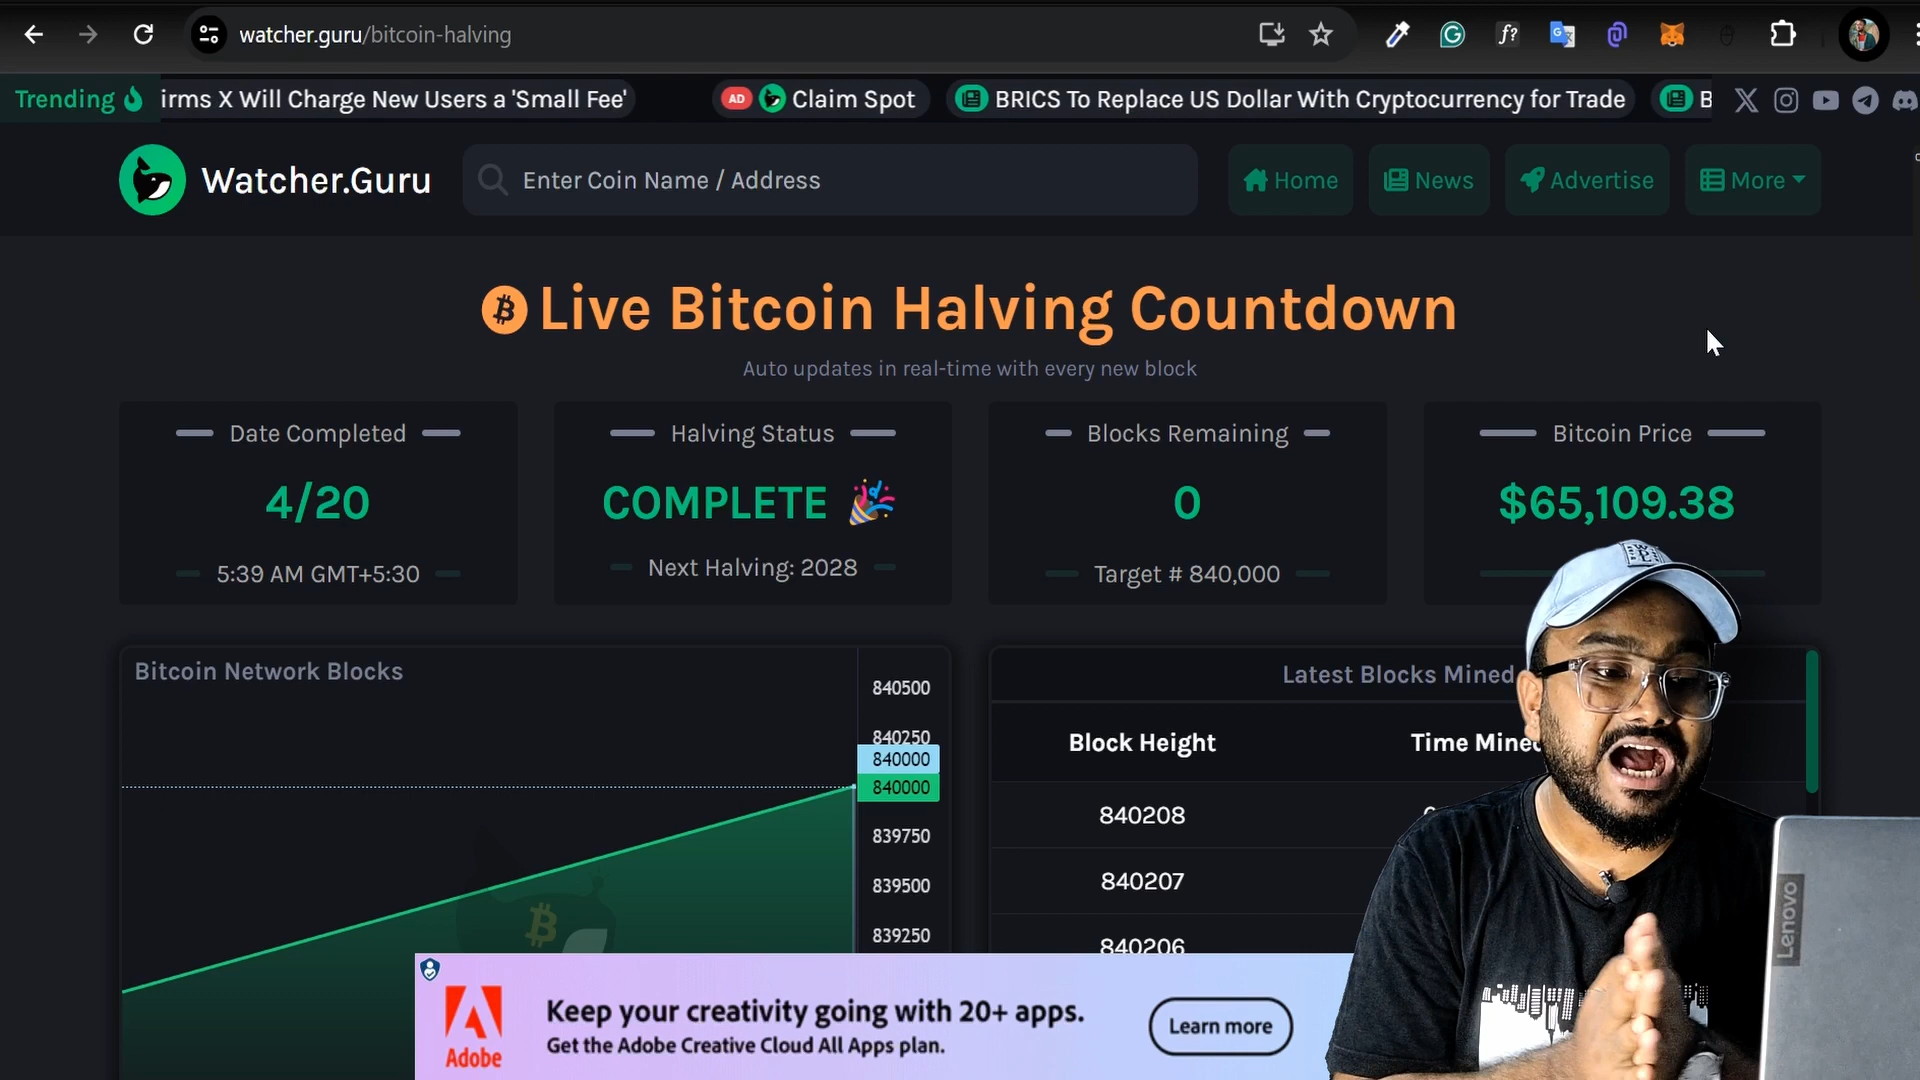 watcher.guru/bitcoin-halving
Trending
irms X Will Charge New Users a 'Small Fee'
AD
Claim Spot
BRICS To Replace US Dollar With Cryptocurrency for Trade
B
Watcher.Guru
Enter Coin Name / Address
Home
News
Advertise
More
Live Bitcoin Halving Countdown
Auto updates in real-time with every new block
Date Completed
4/20
5:39 AM GMT+5:30
Halving Status
COMPLETE
Next Halving: 2028
Blocks Remaining
0
Target # 840,000
Bitcoin Price
$65,109.38
Bitcoin Network Blocks
840500
840250
840000
840000
839750
839500
839250
Latest Blocks Mined
Block Height
Time Mined
840208
840207
840206
Lenovo
Adobe
Keep your creativity going with 20+ apps.
Get the Adobe Creative Cloud All Apps plan.
Learn more